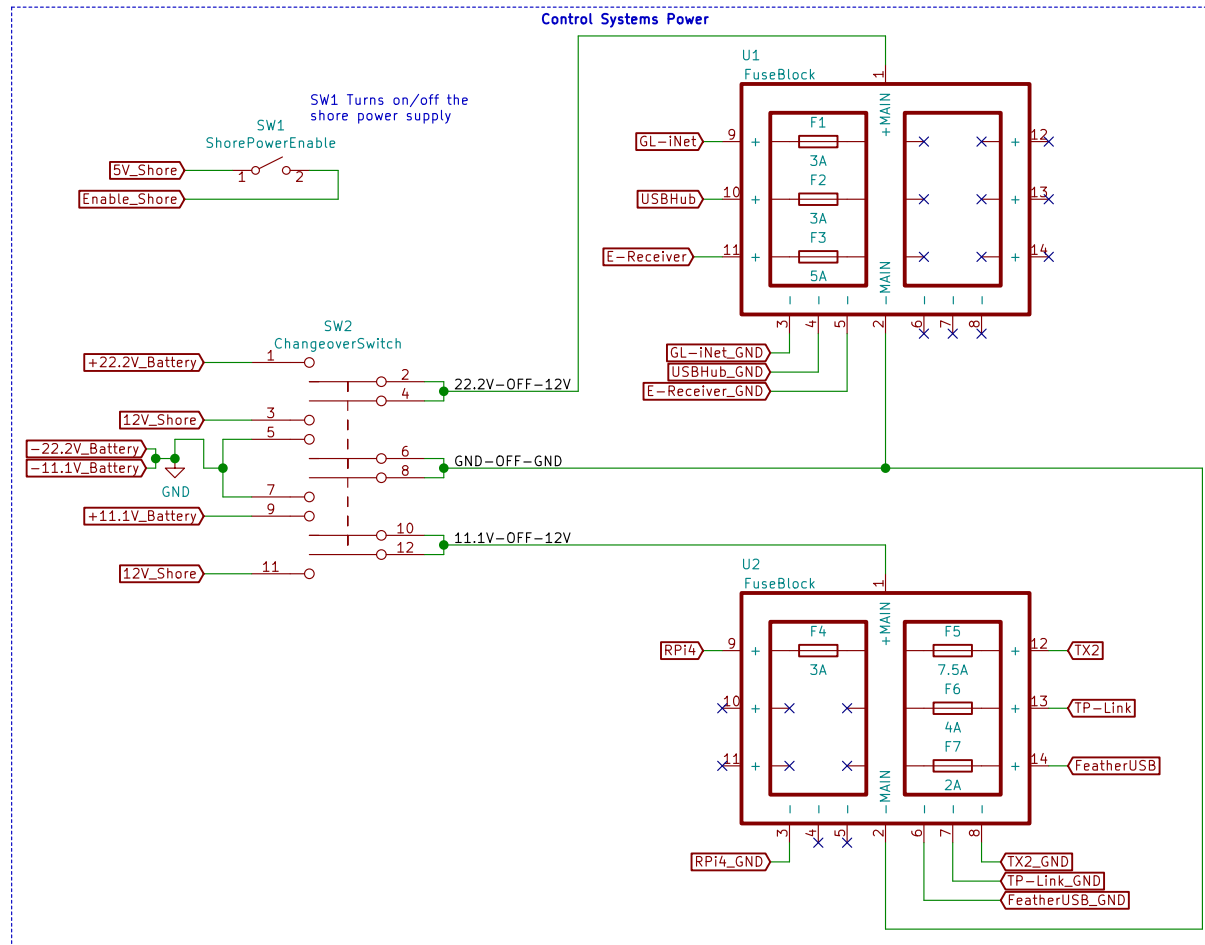 Control Systems Power
SW1 Turns on/off the
shore power supply
SW1
ShorePowerEnable
5V_Shore
1
2
Enable_Shore
SW2
ChangeoverSwitch
+22.2V_Battery
1
2
4
22.2V-OFF-12V
12V_Shore
3
5
-22.2V_Battery
-11.1V_Battery
GND
6
8
GND-OFF-GND
7
+11.1V_Battery
9
10
12
11.1V-OFF-12V
12V_Shore
11
U1
FuseBlock
1
+MAIN
GL-iNet
9
+
F1
3A
+
12
USBHub
10
+
F2
3A
+
13
E-Receiver
11
+
F3
5A
+
14
-MAIN
3
4
5
2
6
7
8
GL-iNet_GND
USBHub_GND
E-Receiver_GND
U2
FuseBlock
1
+MAIN
RPi4
9
+
F4
3A
F5
7.5A
+
12
TX2
10
+
F6
4A
+
13
TP-Link
11
+
F7
2A
+
14
FeatherUSB
-MAIN
3
4
5
2
6
7
8
RPi4_GND
TX2_GND
TP-Link_GND
FeatherUSB_GND